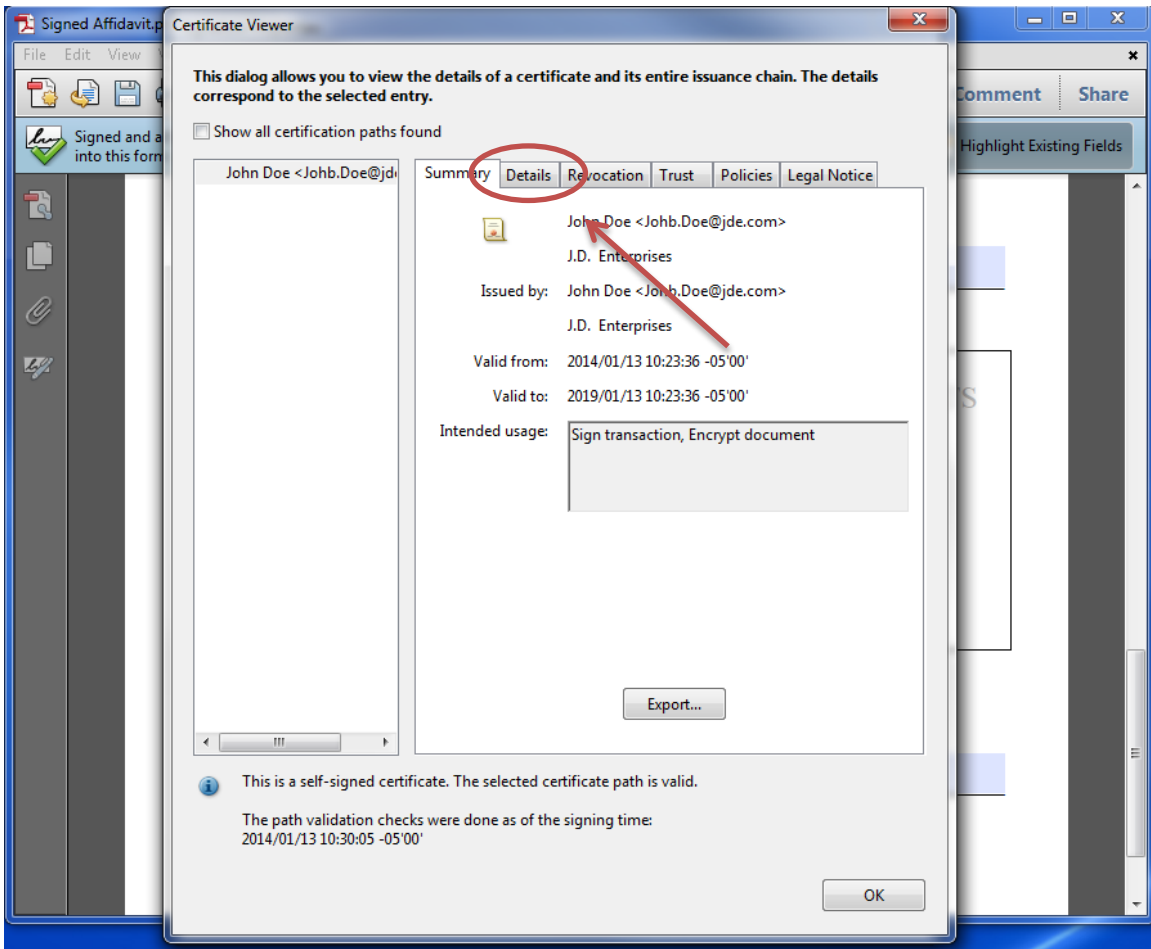 Signed Affidavit.p
Certificate Viewer
File Edit View
This dialog allows you to view the details of a certificate and its entire issuance chain. The details
correspond to the selected entry.
Comment Share
Show all certification paths found
Signed and a
into this form
Highlight Existing Fields
John Doe <Johb.Doe@jd
Summary Details Revocation Trust Policies Legal Notice
John Doe <Johb.Doe@jde.com>
J.D. Enterprises
Issued by: John Doe <Johb.Doe@jde.com>
J.D. Enterprises
Valid from: 2014/01/13 10:23:36 -05'00'
Valid to: 2019/01/13 10:23:36 -05'00'
Intended usage: Sign transaction, Encrypt document
S
Export...
This is a self-signed certificate. The selected certificate path is valid.
The path validation checks were done as of the signing time:
2014/01/13 10:30:05 -05'00'
OK